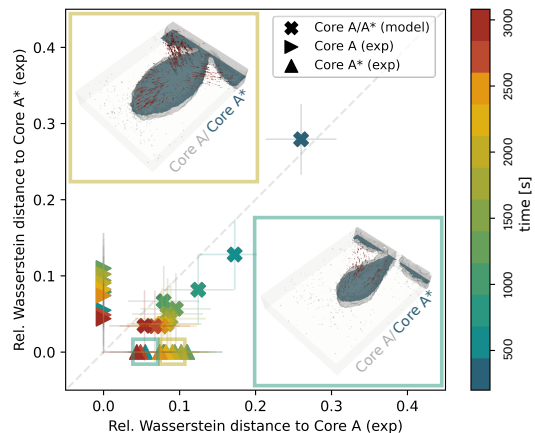 Core A/A* (model)
Core A (exp)
Core A* (exp)
Core A/Core A*
Core A/Core A*
Rel. Wasserstein distance to Core A* (exp)
0.4
0.3
0.2
0.1
0.0
0.0
0.1
0.2
0.3
0.4
Rel. Wasserstein distance to Core A (exp)
3000
2500
2000
1500
1000
500
time [s]